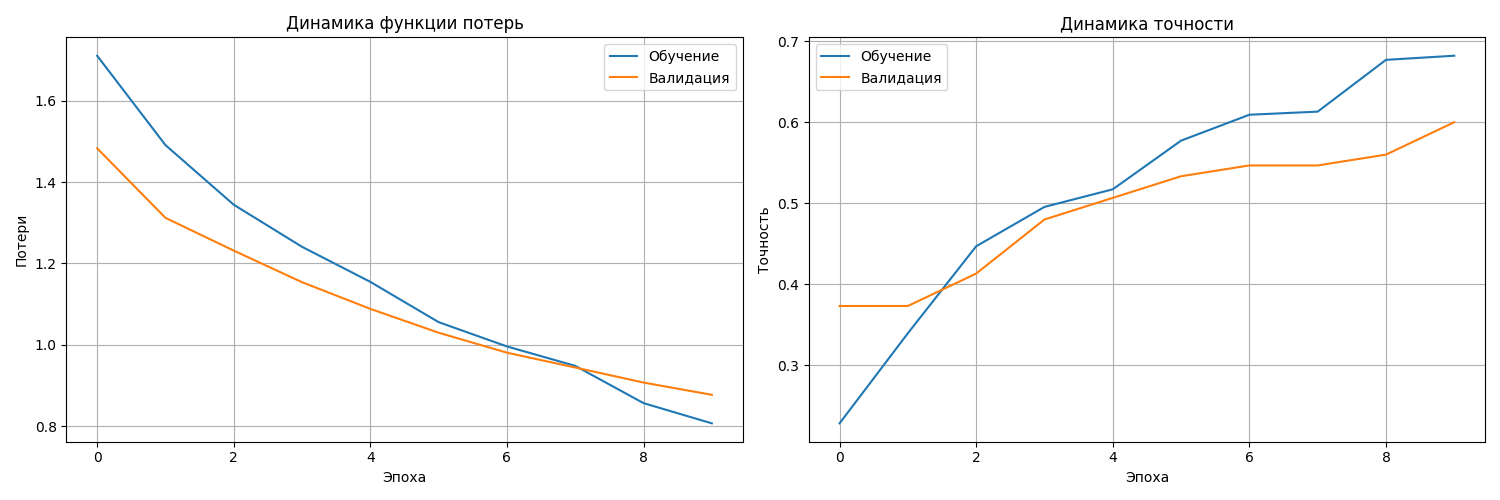 Динамика функции потерь
Обучение
Валидация
1.6
1.4
1.2
1.0
0.8
Потери
0 2 4 6 8
Эпоха
Динамика точности
Обучение
Валидация
0.7
0.6
0.5
0.4
0.3
Точность
0 2 4 6 8
Эпоха